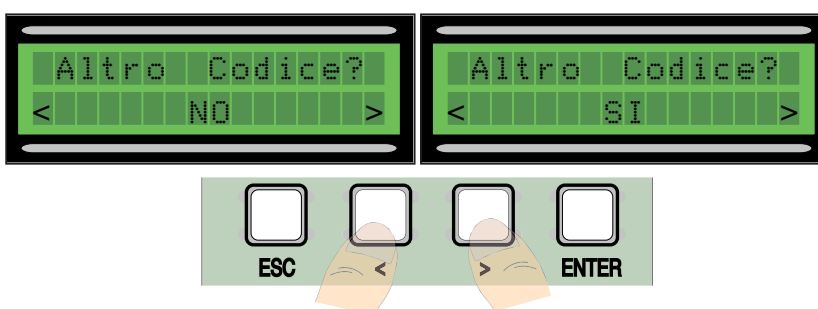 Altro Codice?
< NO >
Altro Codice?
< SI >
ESC < > ENTER